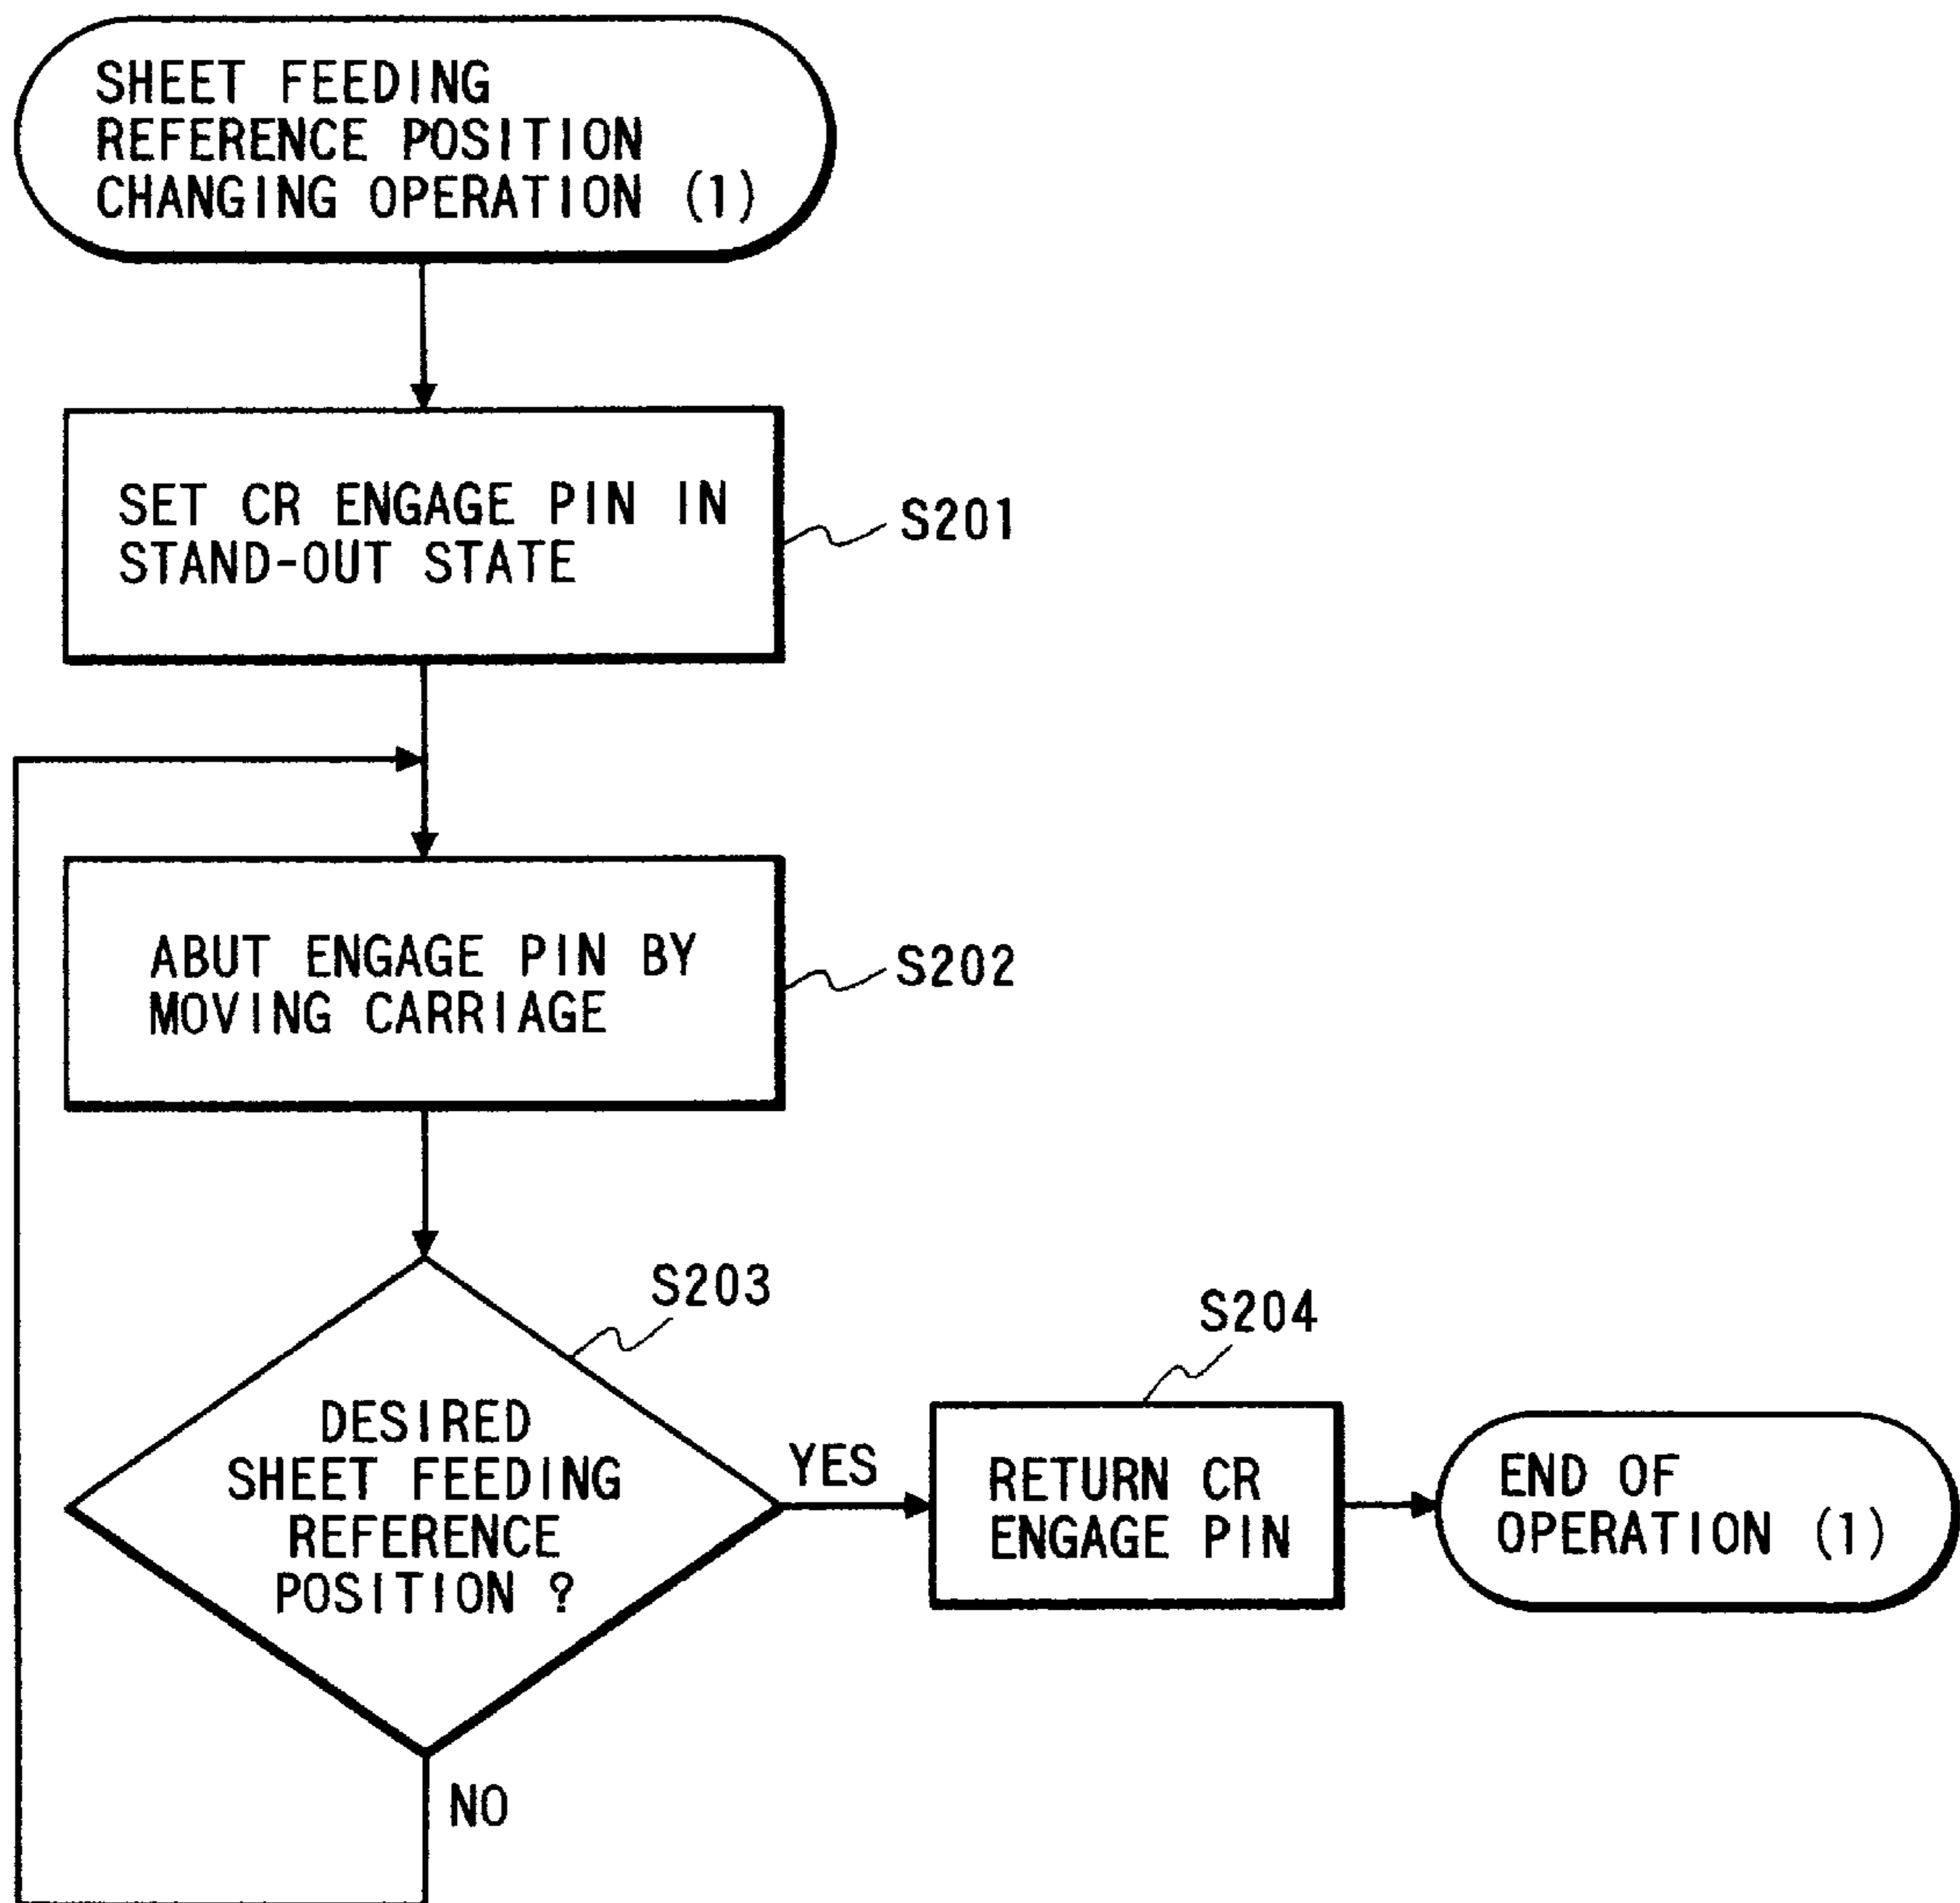 SHEET FEEDING
REFERENCE POSITION
CHANGING OPERATION (1)
SET CR ENGAGE PIN IN
STAND-OUT STATE
S201
ABUT ENGAGE PIN BY
MOVING CARRIAGE
S202
S203
DESIRED
SHEET FEEDING
REFERENCE
POSITION ?
YES
NO
S204
RETURN CR
ENGAGE PIN
END OF
OPERATION (1)